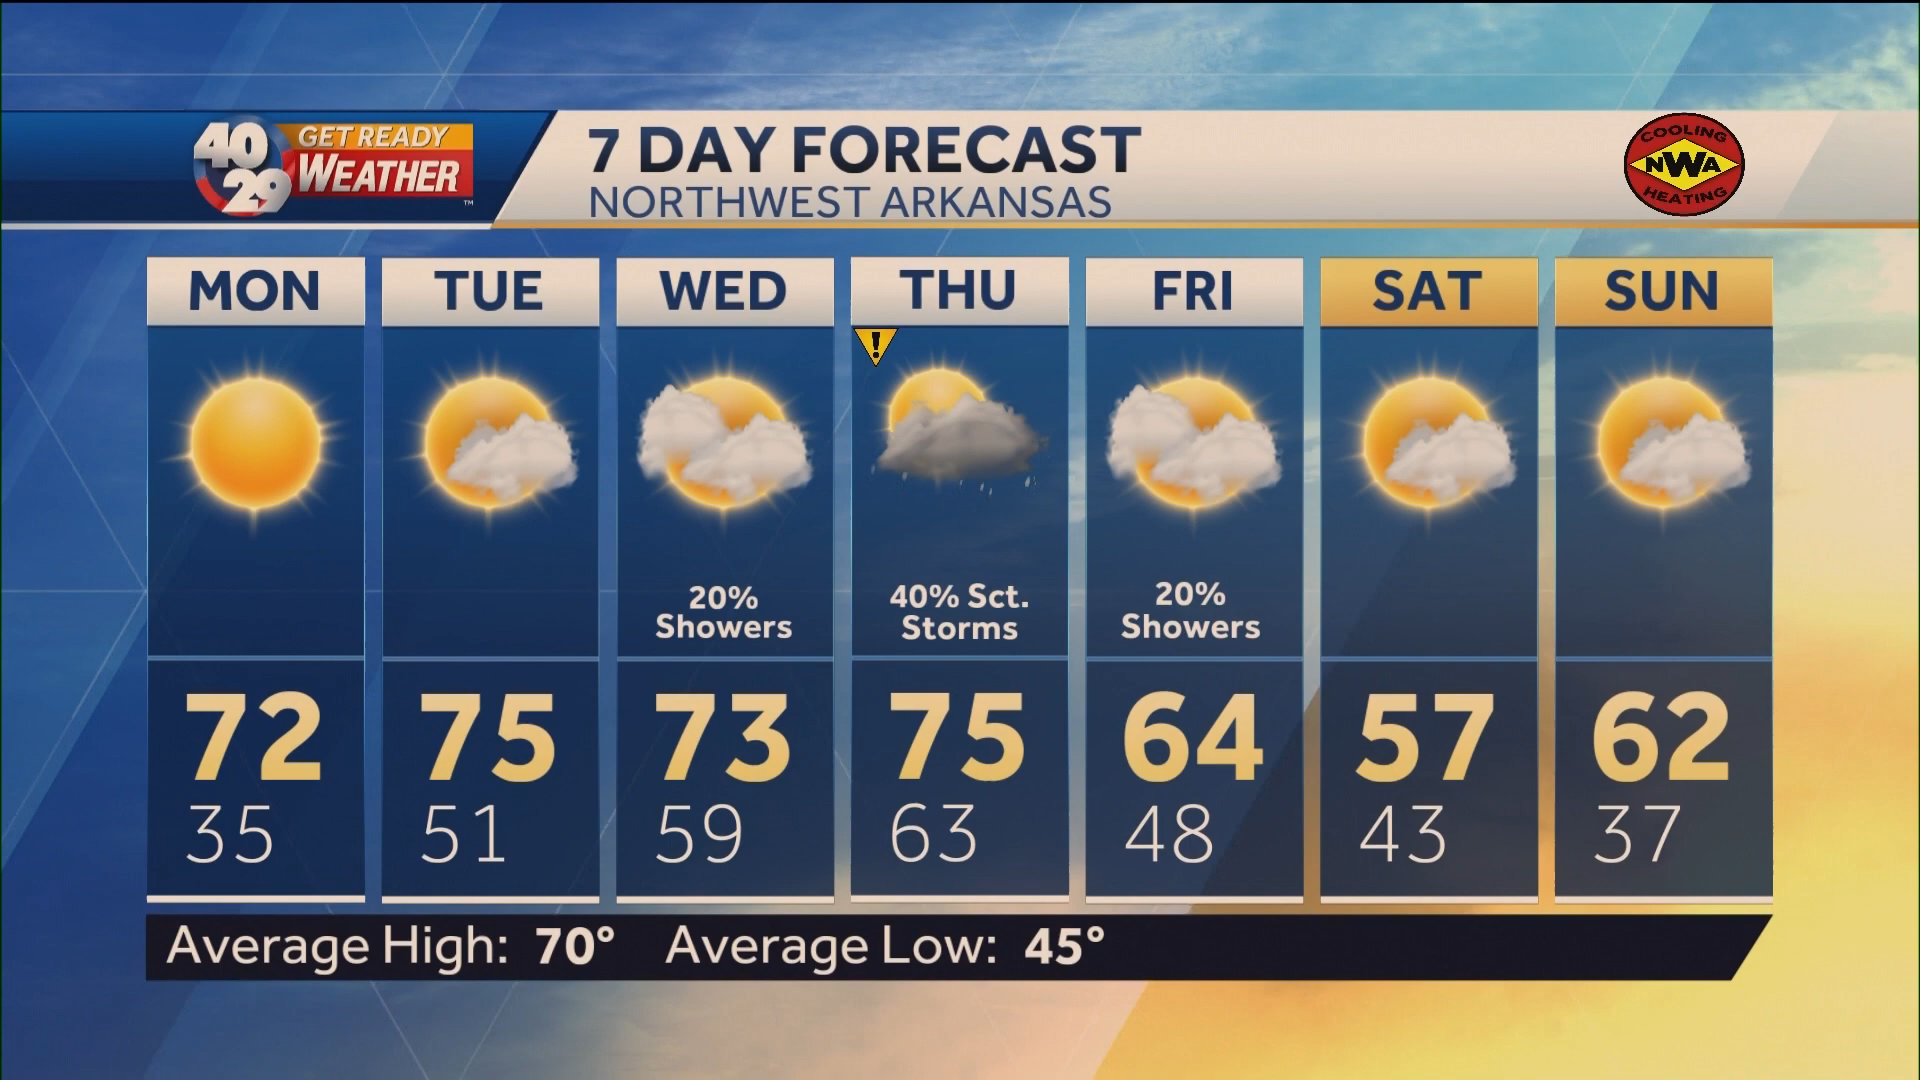 40
29
GET READY
WEATHER
™
7 DAY FORECAST
NORTHWEST ARKANSAS
COOLING
NWA
HEATING
MON
TUE
WED
THU
FRI
SAT
SUN
!
20%
Showers
40% Sct.
Storms
20%
Showers
72
75
73
75
64
57
62
35
51
59
63
48
43
37
Average High: 70° Average Low: 45°